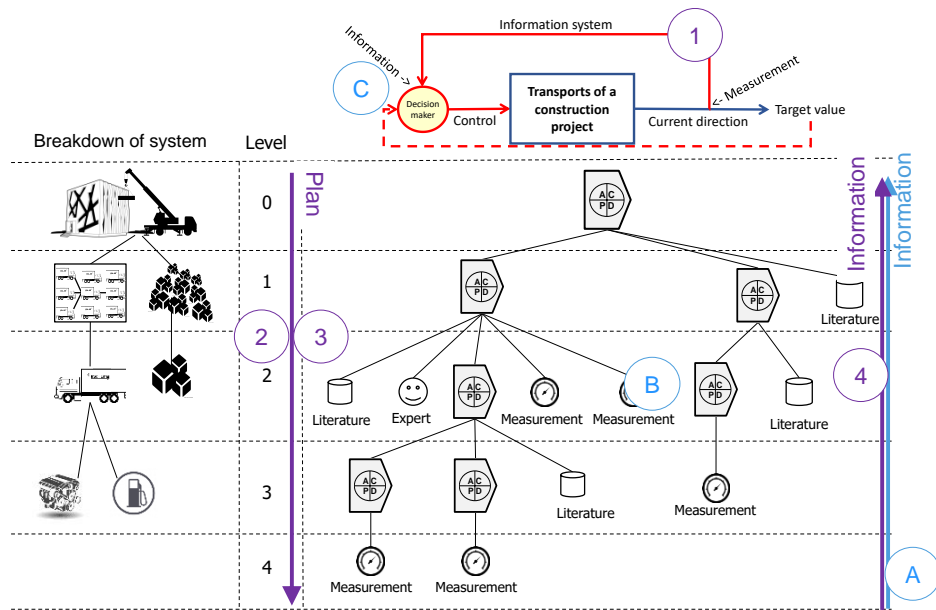 Information system
1
Information ->
<- Measurement
C
Decision
maker
Control
Transports of a
construction
project
Current direction
Target value
Breakdown of system
Level
Plan
Information
Information
0
A C
P D
1
A C
P D
A C
P D
Literature
2
3
2
Literature
Expert
A C
P D
Measurement
Measurement
B
A C
P D
Literature
4
3
A C
P D
A C
P D
Literature
Measurement
4
Measurement
Measurement
A